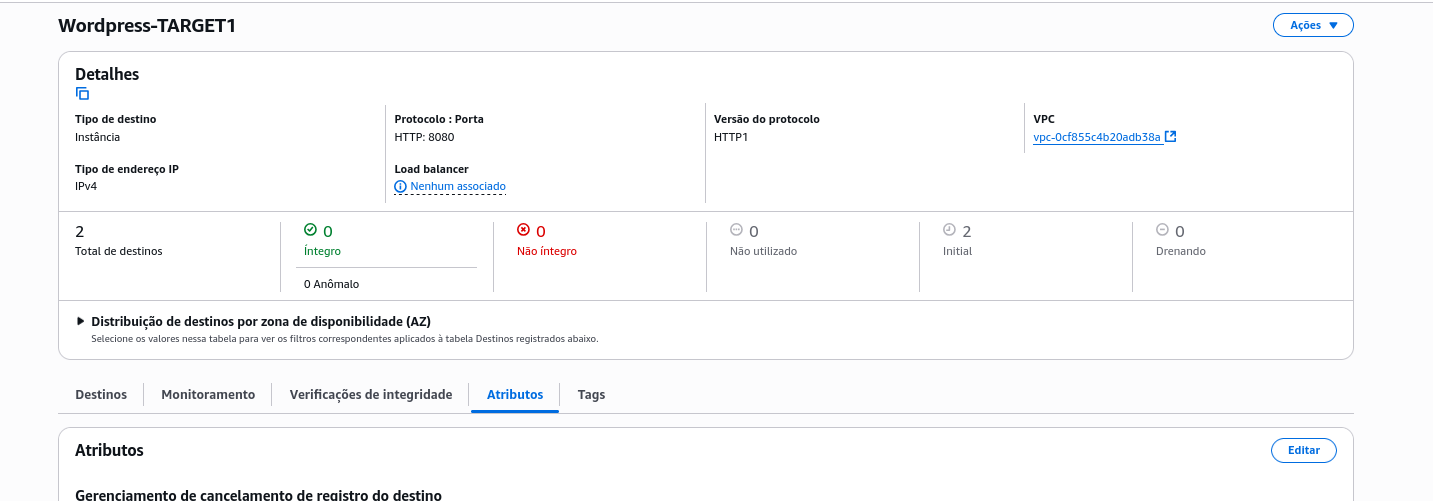 Wordpress-TARGET1
Ações
Detalhes
Tipo de destino
Instância
Protocolo : Porta
HTTP: 8080
Versão do protocolo
HTTP1
VPC
vpc-0cf855c4b20adb38a
Tipo de endereço IP
IPv4
Load balancer
Nenhum associado
2
Total de destinos
0
Íntegro
0 Anômalo
0
Não íntegro
0
Não utilizado
2
Initial
0
Drenando
Distribuição de destinos por zona de disponibilidade (AZ)
Selecione os valores nessa tabela para ver os filtros correspondentes aplicados à tabela Destinos registrados abaixo.
Destinos
Monitoramento
Verificações de integridade
Atributos
Tags
Atributos
Editar
Gerenciamento de cancelamento de registro do destino